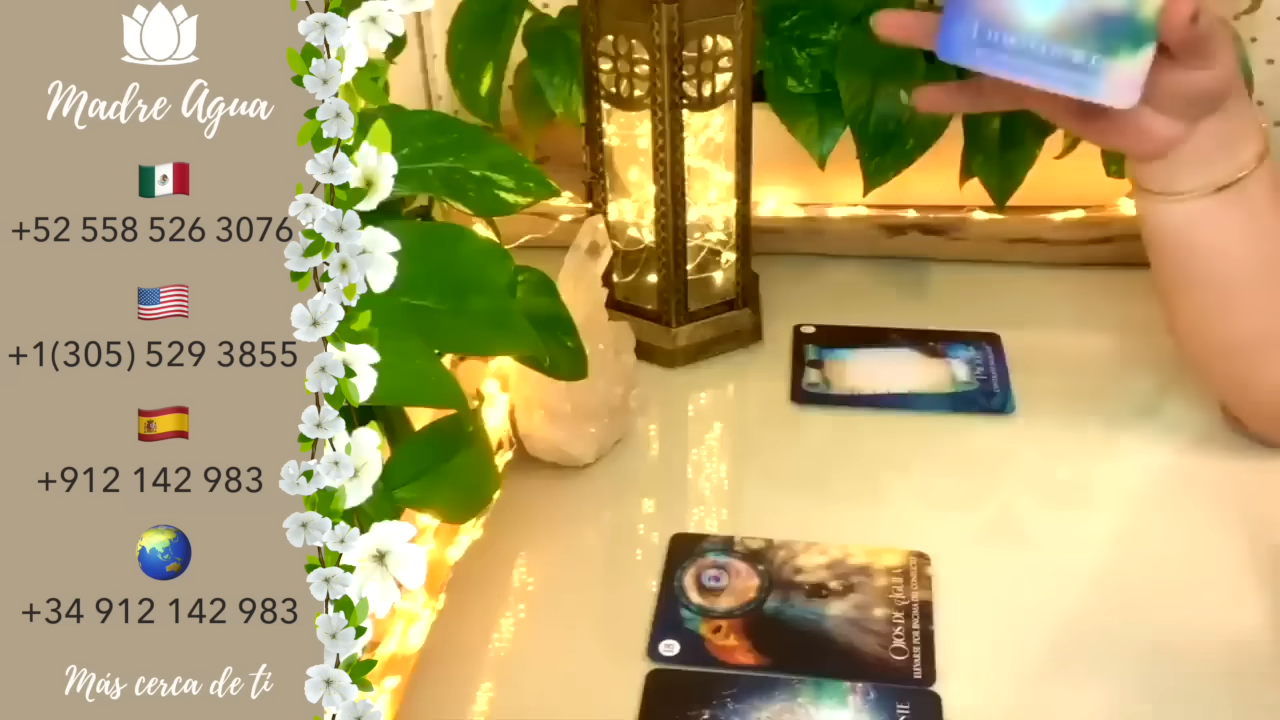 Madre Agua
+52 558 526 3076
+1(305) 529 3855
+912 142 983
+34 912 142 983
Más cerca de ti
OJOS DE ÁGUILA
ELEVARSE POR ENCIMA DEL CONFLICTO